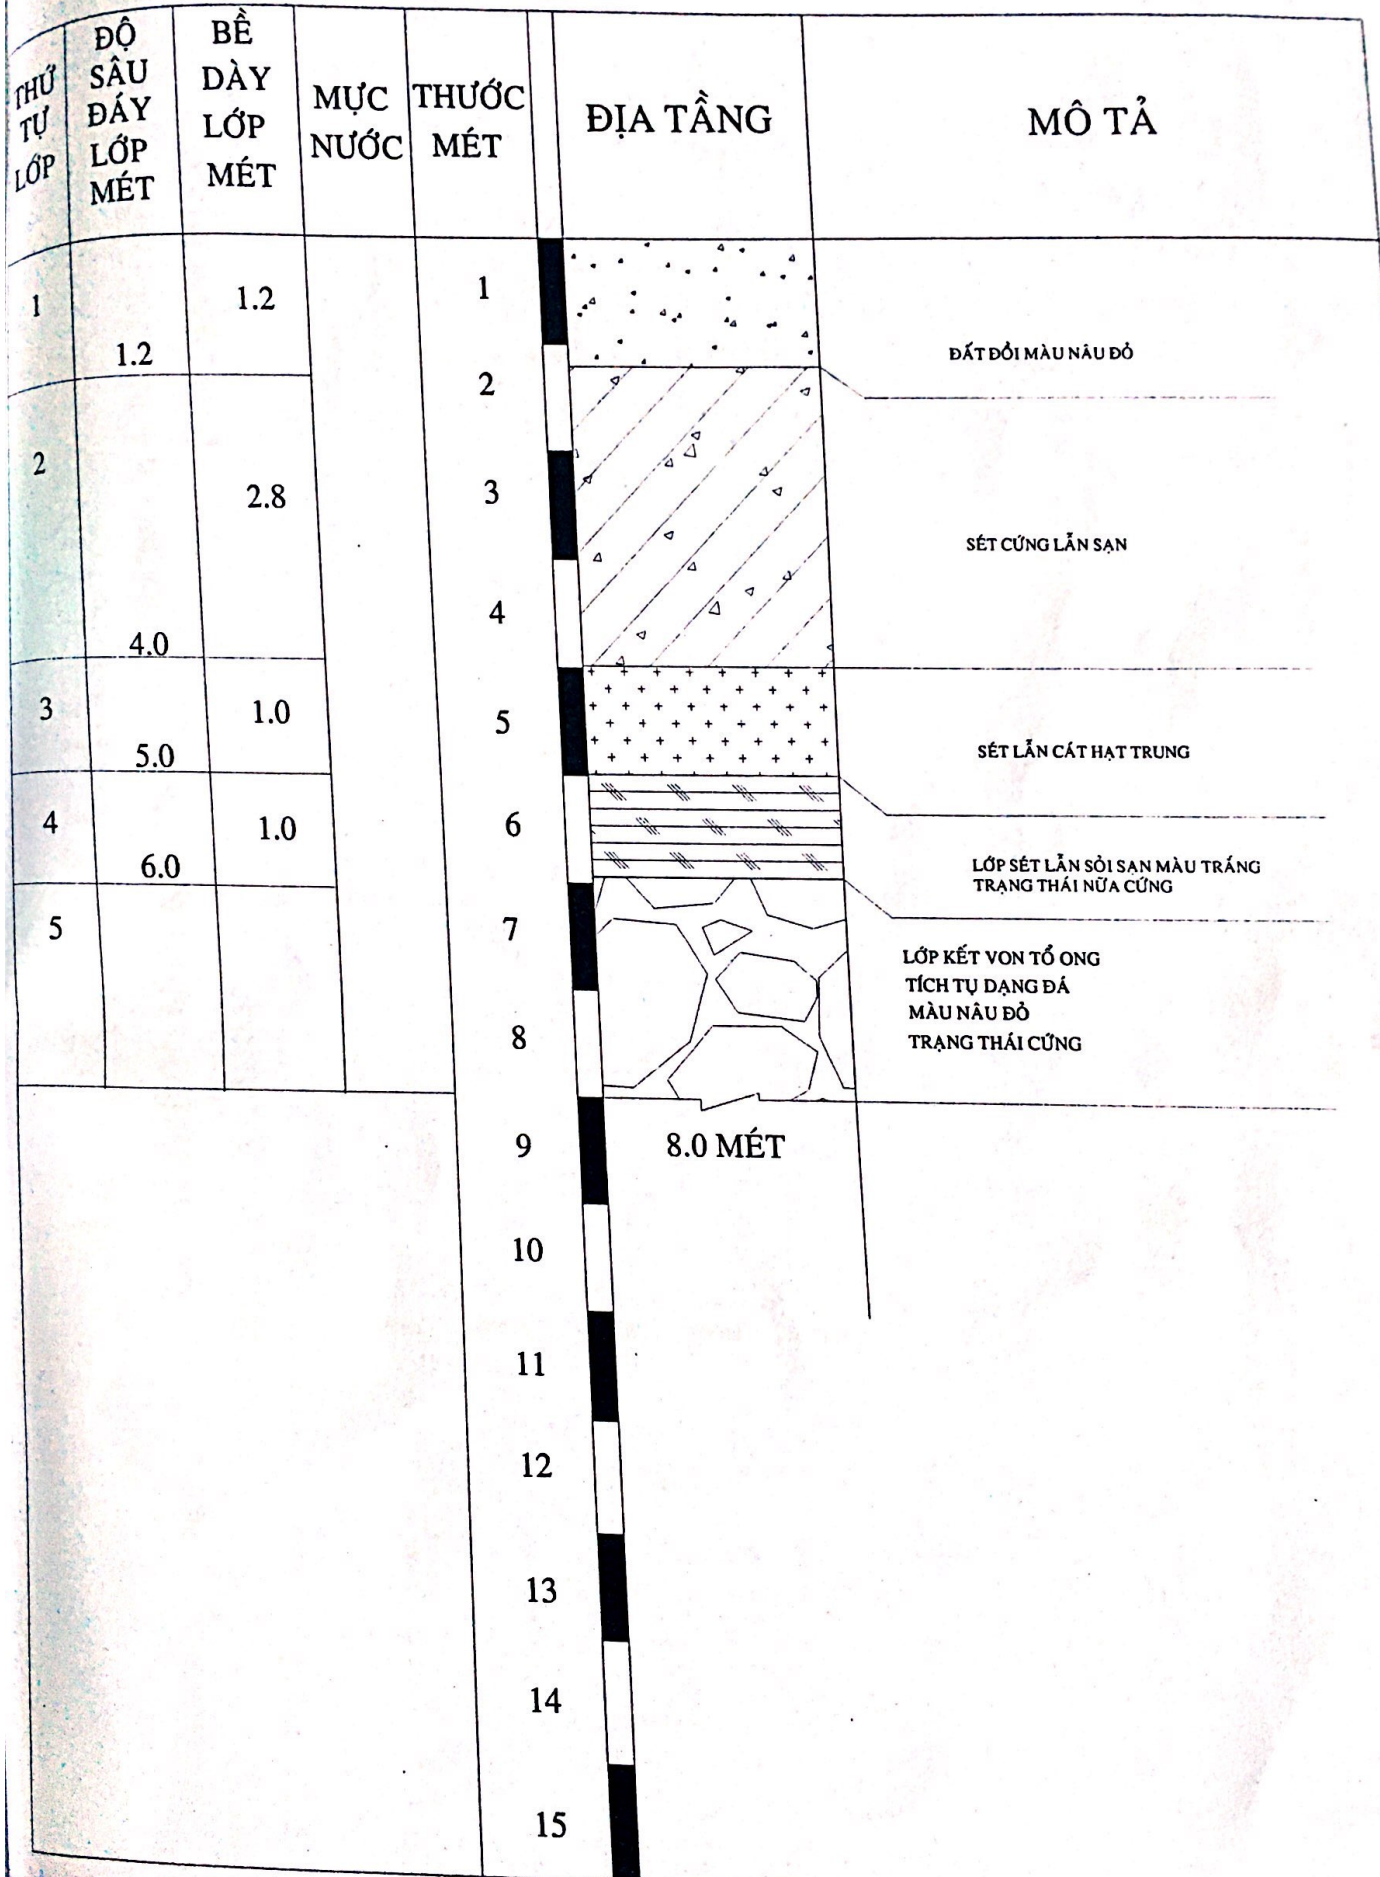 THỨ
TỰ
LỚP
ĐỘ
SÂU
ĐÁY
LỚP
MÉT
BỀ
DÀY
LỚP
MÉT
MỰC
NƯỚC
THƯỚC
MÉT
ĐỊA TẦNG
MÔ TẢ
1
1.2
1.2
1
ĐẤT ĐỒI MÀU NÂU ĐỎ
2
2
4.0
2.8
3
SÉT CỨNG LẪN SẠN
4
3
5.0
1.0
5
SÉT LẪN CÁT HẠT TRUNG
4
6.0
1.0
6
LỚP SÉT LẪN SỎI SẠN MÀU TRẮNG
TRẠNG THÁI NỮA CỨNG
5
7
LỚP KẾT VON TỔ ONG
TÍCH TỤ DẠNG ĐÁ
MÀU NÂU ĐỎ
TRẠNG THÁI CỨNG
8
9
8.0 MÉT
10
11
12
13
14
15